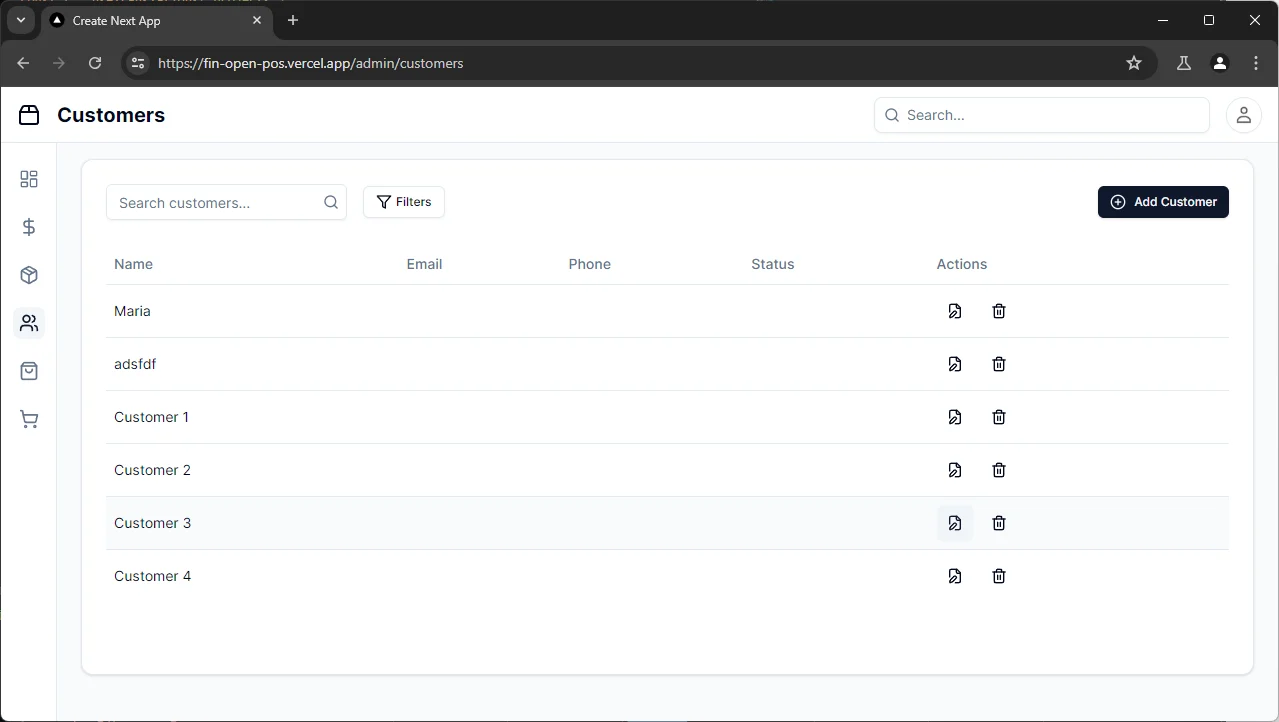 Create Next App
https://fin-open-pos.vercel.app/admin/customers
Customers
Search...
Search customers...
Filters
Add Customer
Name Email Phone Status Actions
Maria
adsfdf
Customer 1
Customer 2
Customer 3
Customer 4